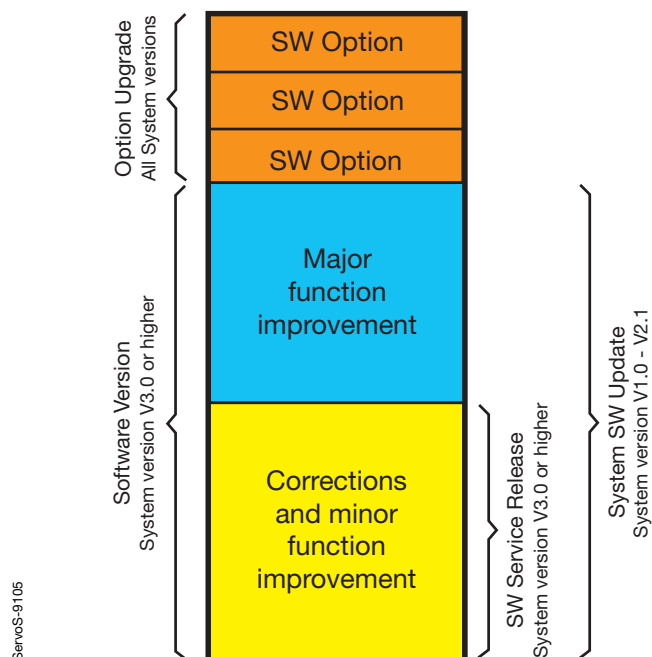 Option Upgrade
All System versions
SW Option
SW Option
SW Option
Software Version
System version V3.0 or higher
Major
function
improvement
Corrections
and minor
function
improvement
SW Service Release
System version V3.0 or higher
System SW Update
System version V1.0 - V2.1
ServoS-9105